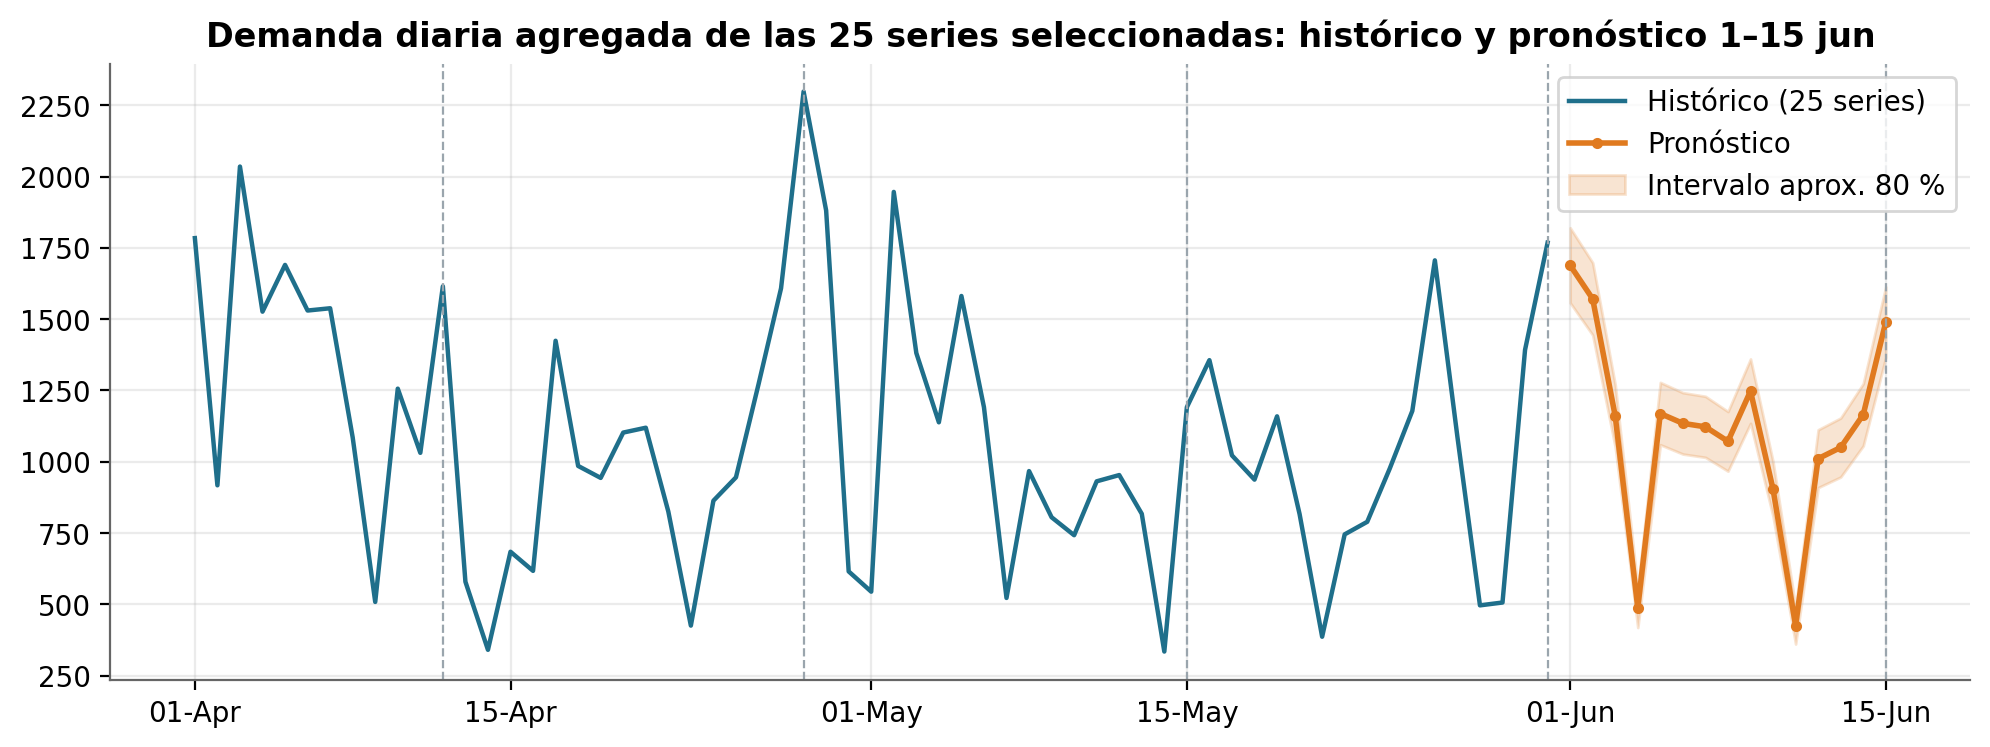 Demanda diaria agregada de las 25 series seleccionadas: histórico y pronóstico 1–15 jun
Histórico (25 series)
Pronóstico
Intervalo aprox. 80 %
2250
2000
1750
1500
1250
1000
750
500
250
01-Apr
15-Apr
01-May
15-May
01-Jun
15-Jun